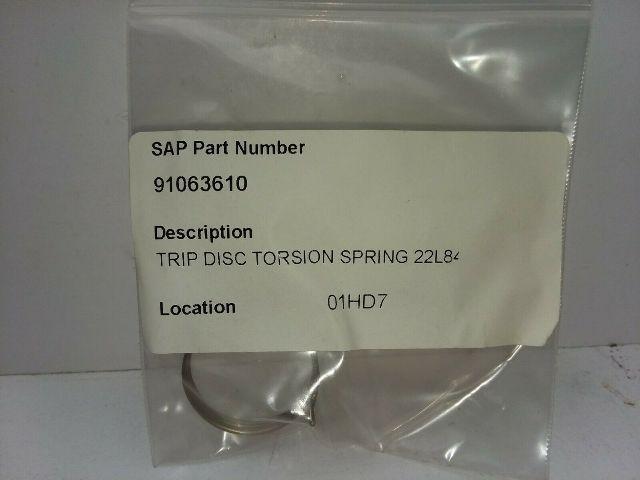 SAP Part Number
91063610
Description
TRIP DISC TORSION SPRING 22L84
Location 01HD7